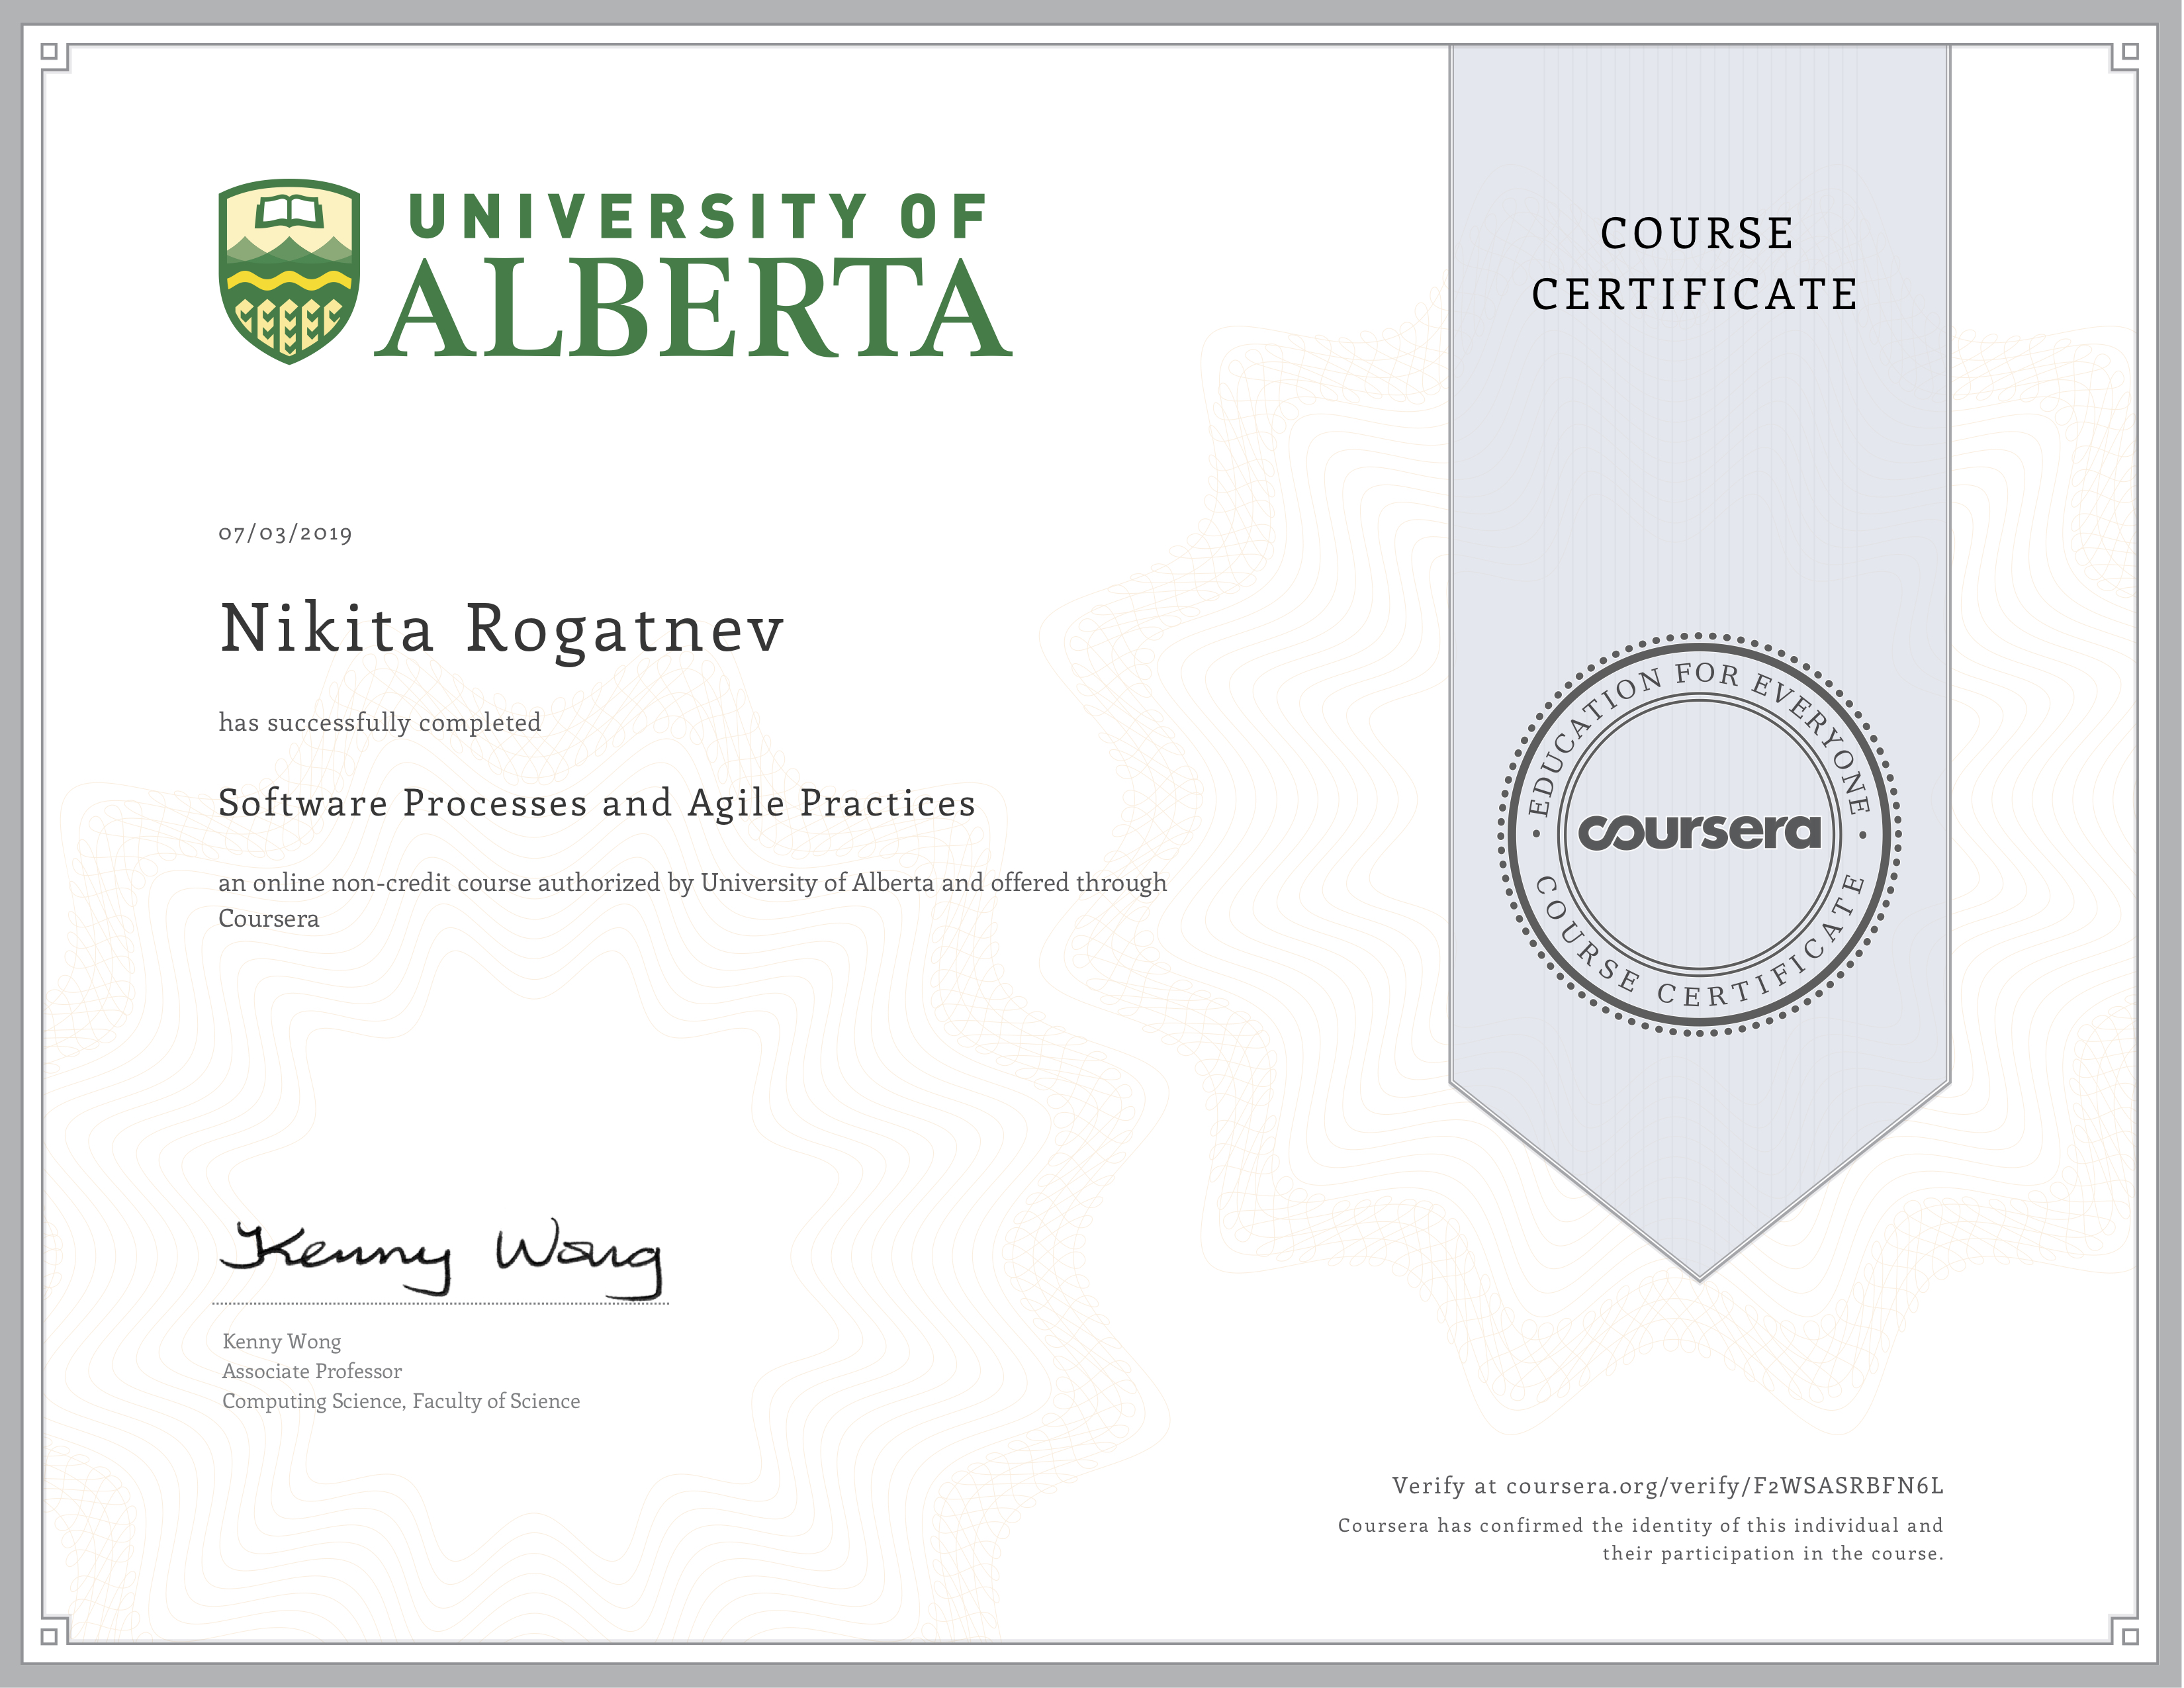 UNIVERSITY OF
ALBERTA
COURSE
CERTIFICATE
07/03/2019
Nikita Rogatnev
has successfully completed
Software Processes and Agile Practices
an online non-credit course authorized by University of Alberta and offered through
Coursera
• EDUCATION FOR EVERYONE •
coursera
COURSE CERTIFICATE
Kenny Wong
Kenny Wong
Associate Professor
Computing Science, Faculty of Science
Verify at coursera.org/verify/F2WSASRBFN6L
Coursera has confirmed the identity of this individual and
their participation in the course.